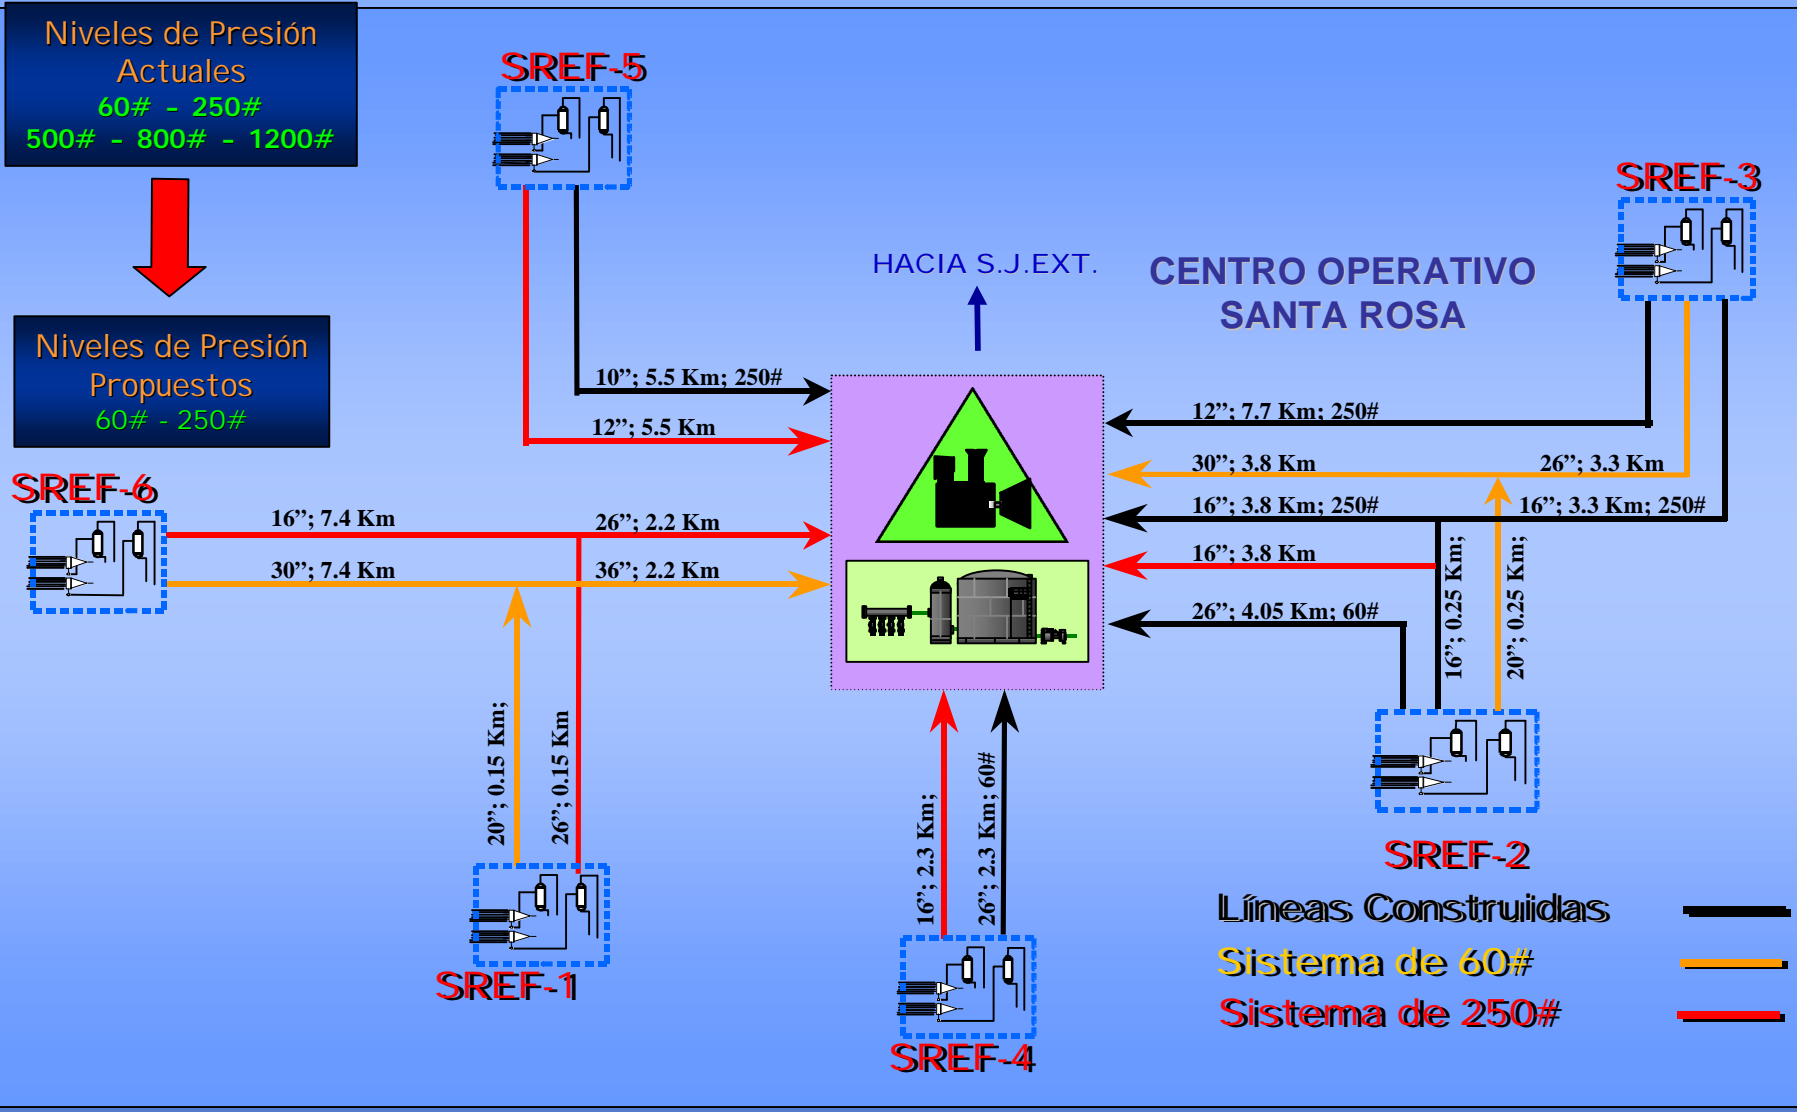 Niveles de Presión
Actuales
60# - 250#
500# - 800# - 1200#
Niveles de Presión
Propuestos
60# - 250#
SREF-5
SREF-3
HACIA S.J.EXT.
CENTRO OPERATIVO
SANTA ROSA
10”; 5.5 Km; 250#
12”; 5.5 Km
12”; 7.7 Km; 250#
30”; 3.8 Km
26”; 3.3 Km
16”; 3.8 Km; 250#
16”; 3.3 Km; 250#
16”; 3.8 Km
26”; 4.05 Km; 60#
SREF-6
16”; 7.4 Km
26”; 2.2 Km
30”; 7.4 Km
36”; 2.2 Km
16”; 0.25 Km;
20”; 0.25 Km;
20”; 0.15 Km;
26”; 0.15 Km
16”; 2.3 Km;
26”; 2.3 Km; 60#
SREF-2
SREF-1
SREF-4
Líneas Construidas
Sistema de 60#
Sistema de 250#